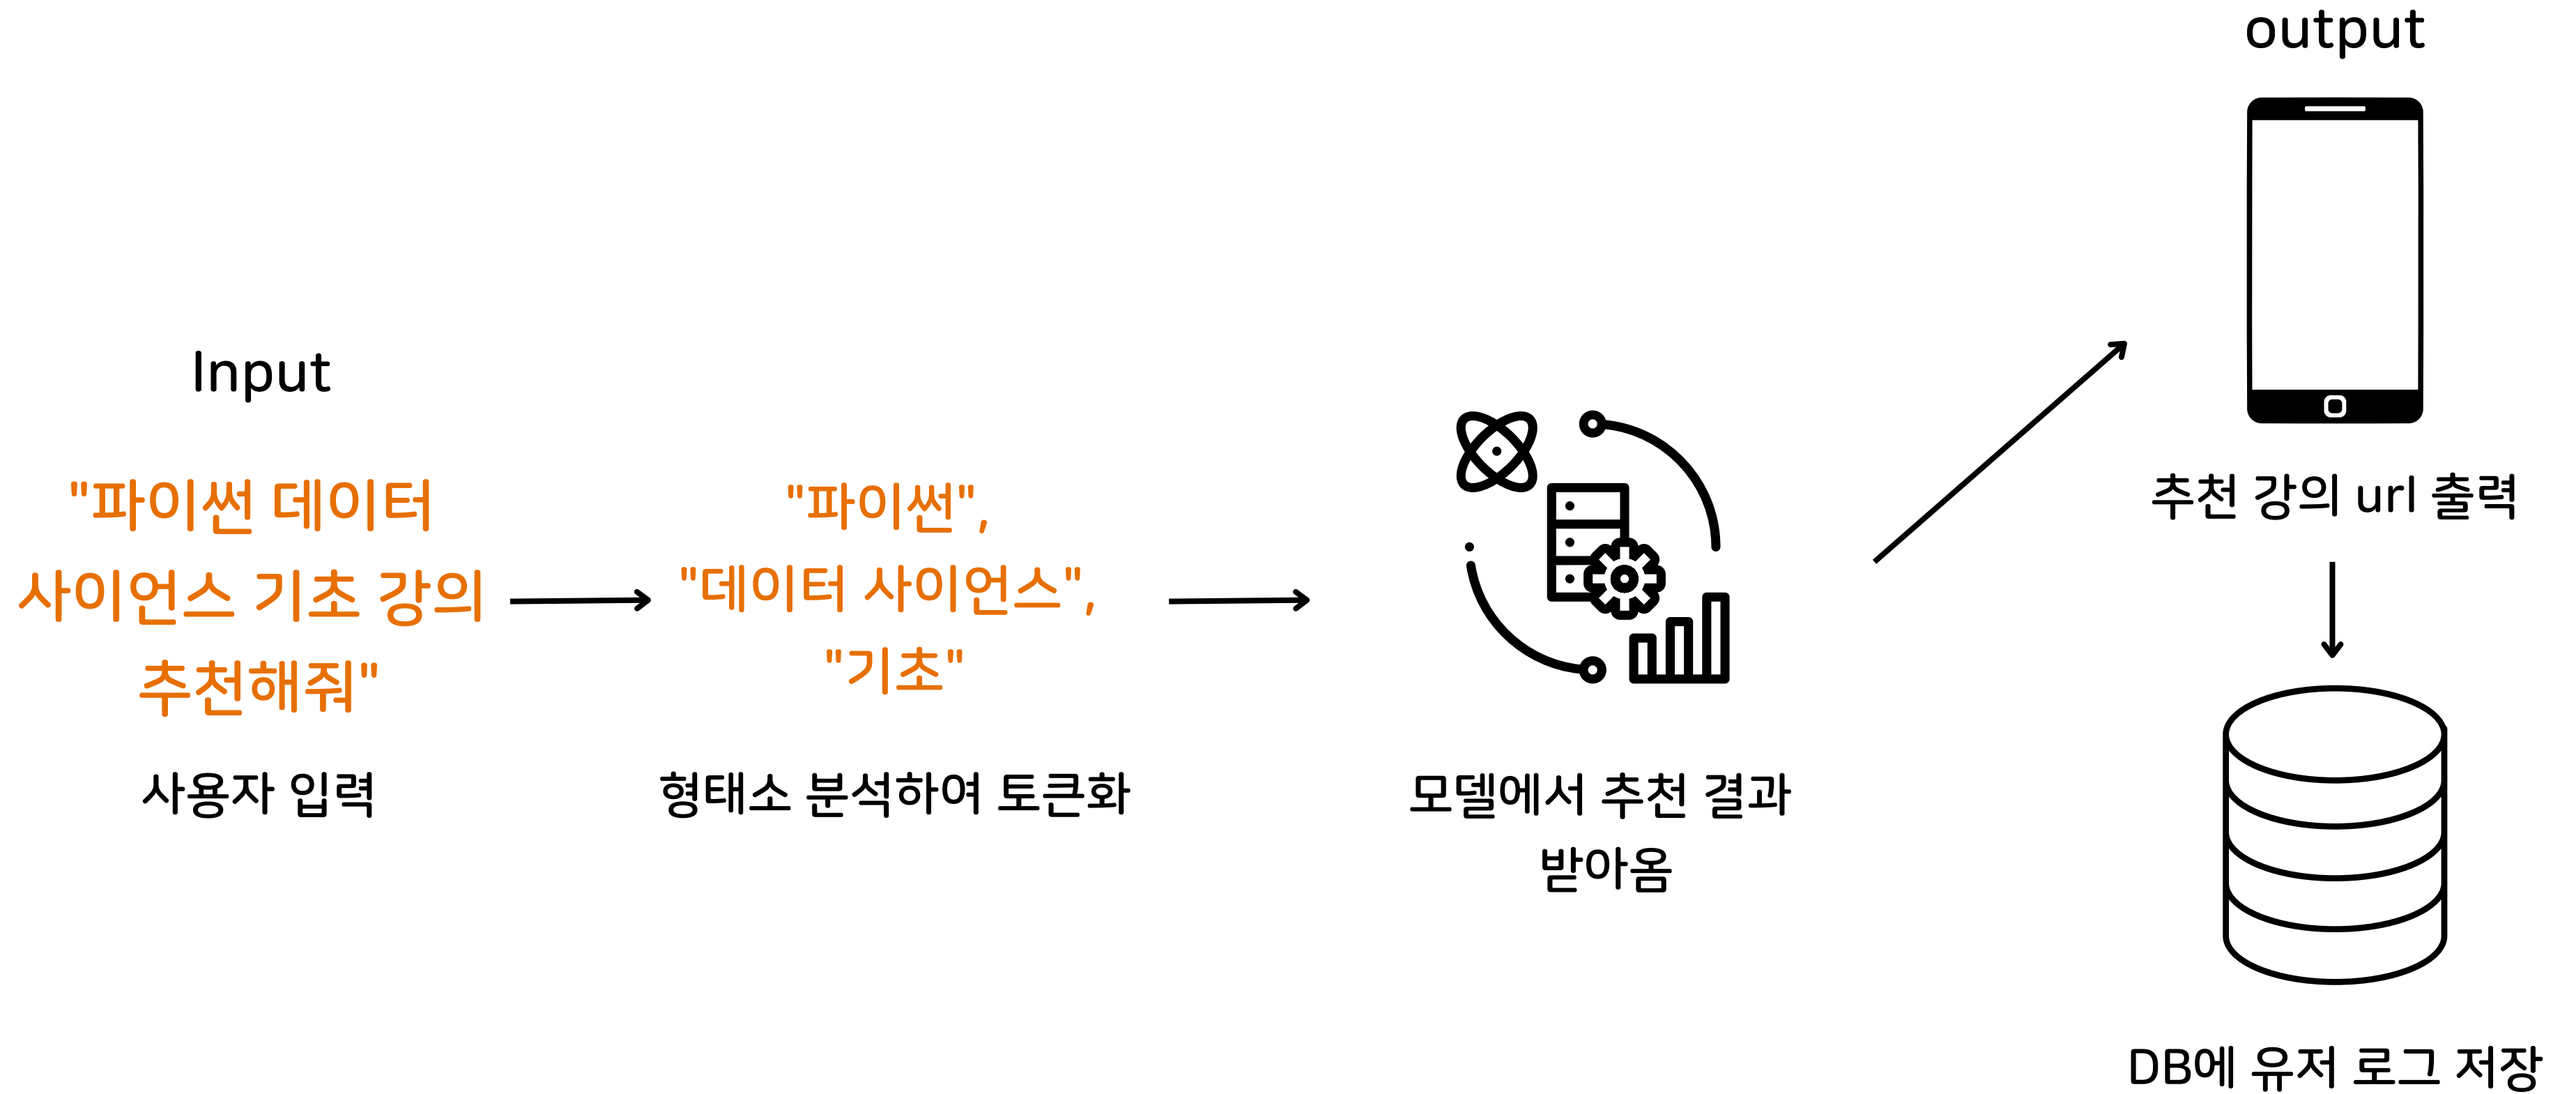 Input
"파이썬 데이터
사이언스 기초 강의
추천해줘"
사용자 입력
"파이썬",
"데이터 사이언스",
"기초"
형태소 분석하여 토큰화
모델에서 추천 결과
받아옴
output
추천 강의 url 출력
DB에 유저 로그 저장